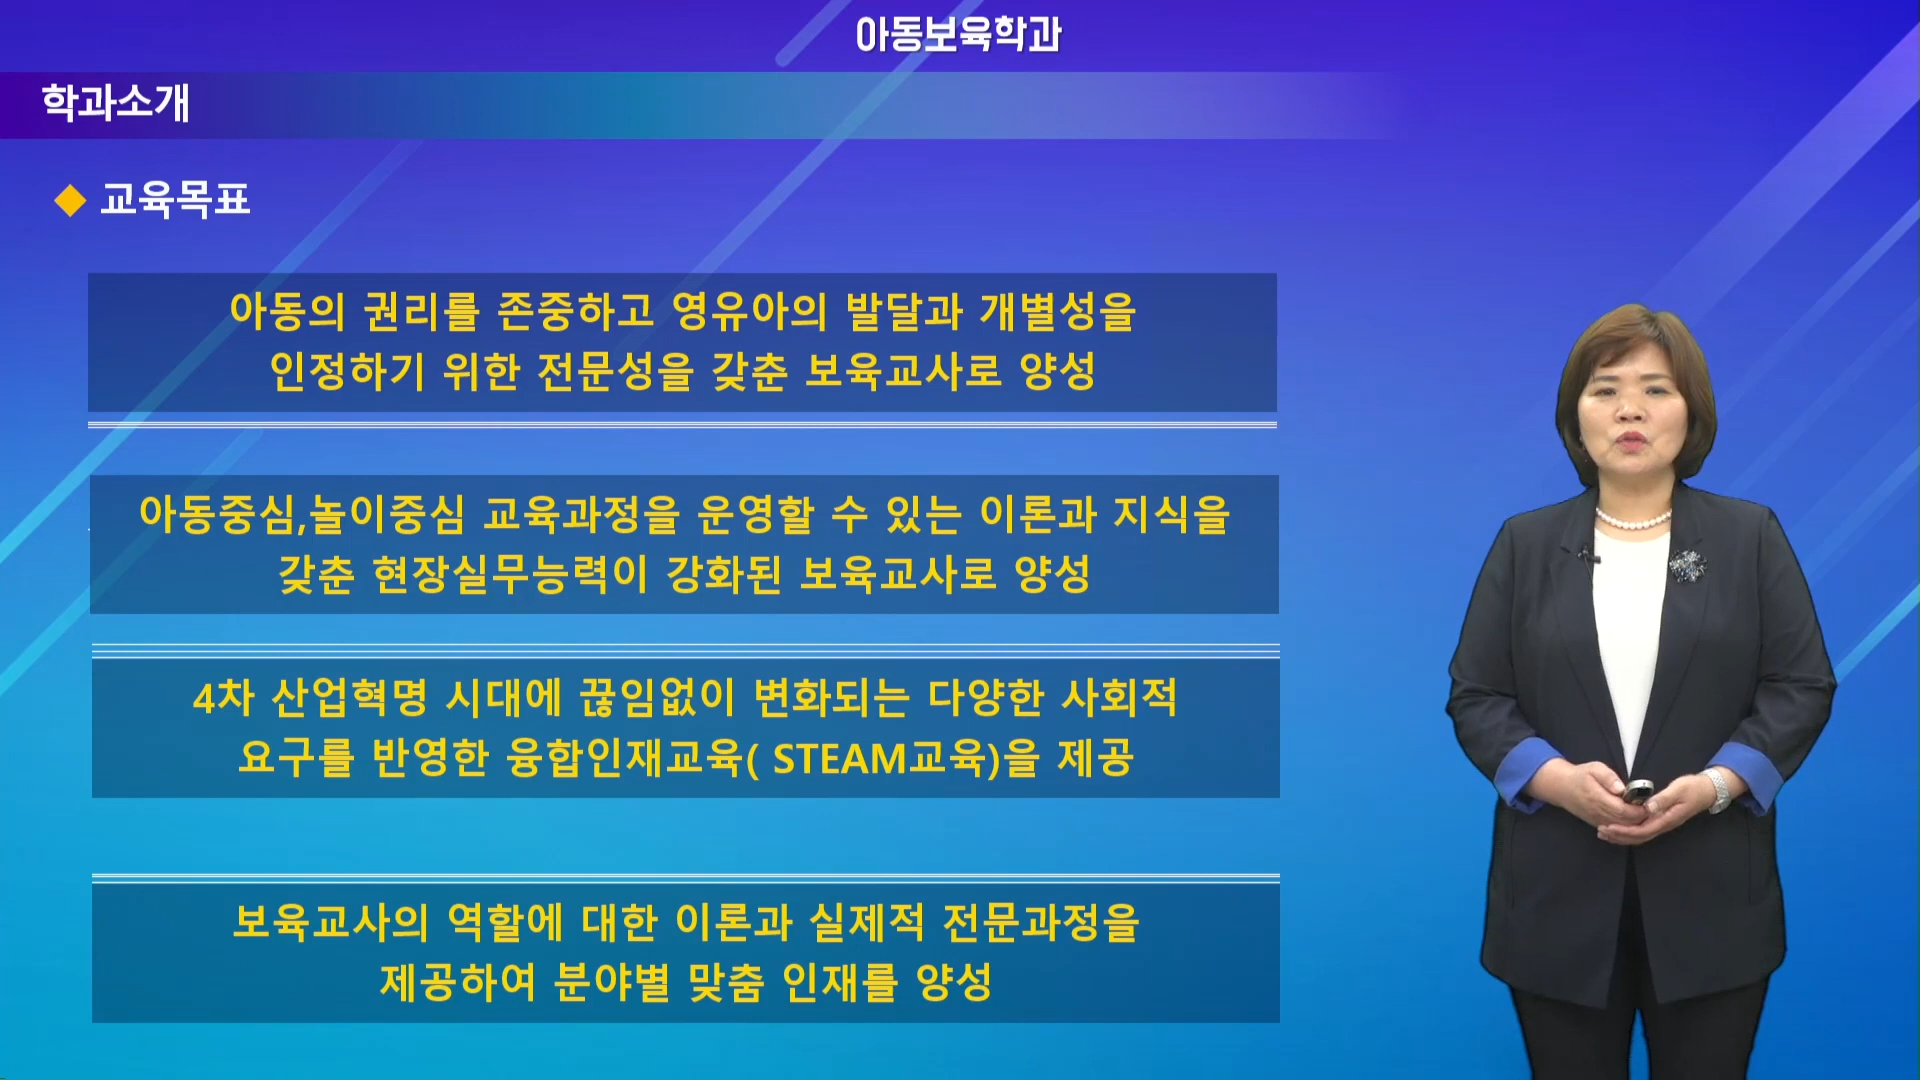 아동보육학과
학과소개
교육목표
아동의 권리를 존중하고 영유아의 발달과 개별성을
인정하기 위한 전문성을 갖춘 보육교사로 양성
아동중심,놀이중심 교육과정을 운영할 수 있는 이론과 지식을
갖춘 현장실무능력이 강화된 보육교사로 양성
4차 산업혁명 시대에 끊임없이 변화되는 다양한 사회적
요구를 반영한 융합인재교육( STEAM교육)을 제공
보육교사의 역할에 대한 이론과 실제적 전문과정을
제공하여 분야별 맞춤 인재를 양성